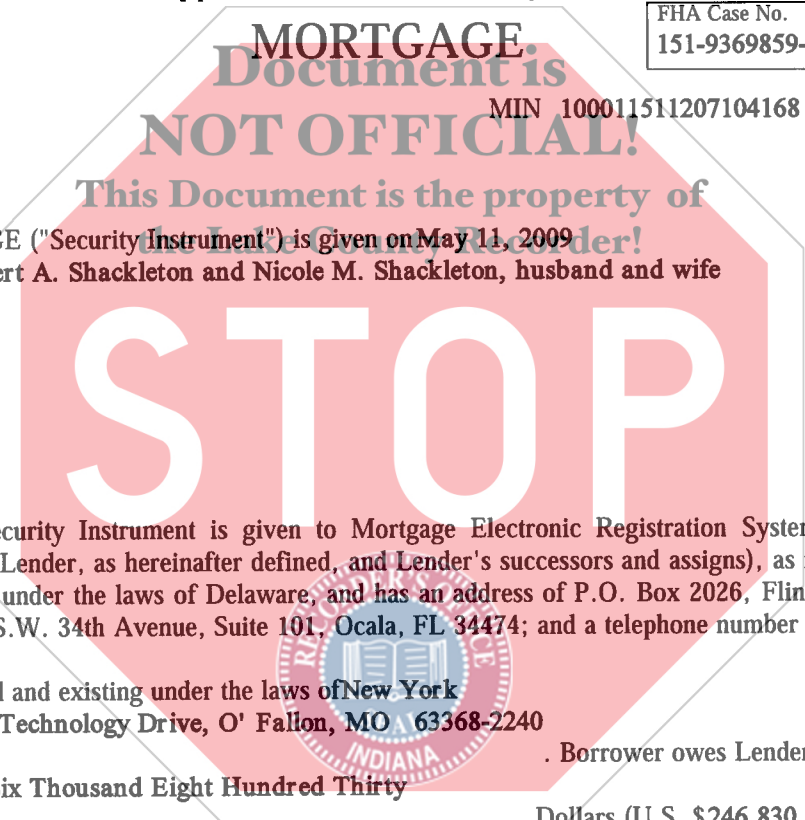 MORTGAGE
FHA Case No.
151-9369859-
Document is
MIN 100011511207104168
NOT OFFICIAL!
This Document is the property of
the Lake County Recorder!
GE ("Security Instrument") is given on May 11, 2009
ert A. Shackleton and Nicole M. Shackleton, husband and wife
STOP
ecurity Instrument is given to Mortgage Electronic Registration System
Lender, as hereinafter defined, and Lender's successors and assigns), as
under the laws of Delaware, and has an address of P.O. Box 2026, Flin
S.W. 34th Avenue, Suite 101, Ocala, FL 34474; and a telephone number
RECORDER'S OFFICE
d and existing under the laws of New York
Technology Drive, O' Fallon, MO 63368-2240
INDIANA
. Borrower owes Lender
ix Thousand Eight Hundred Thirty
Dollars (U.S. $246,830